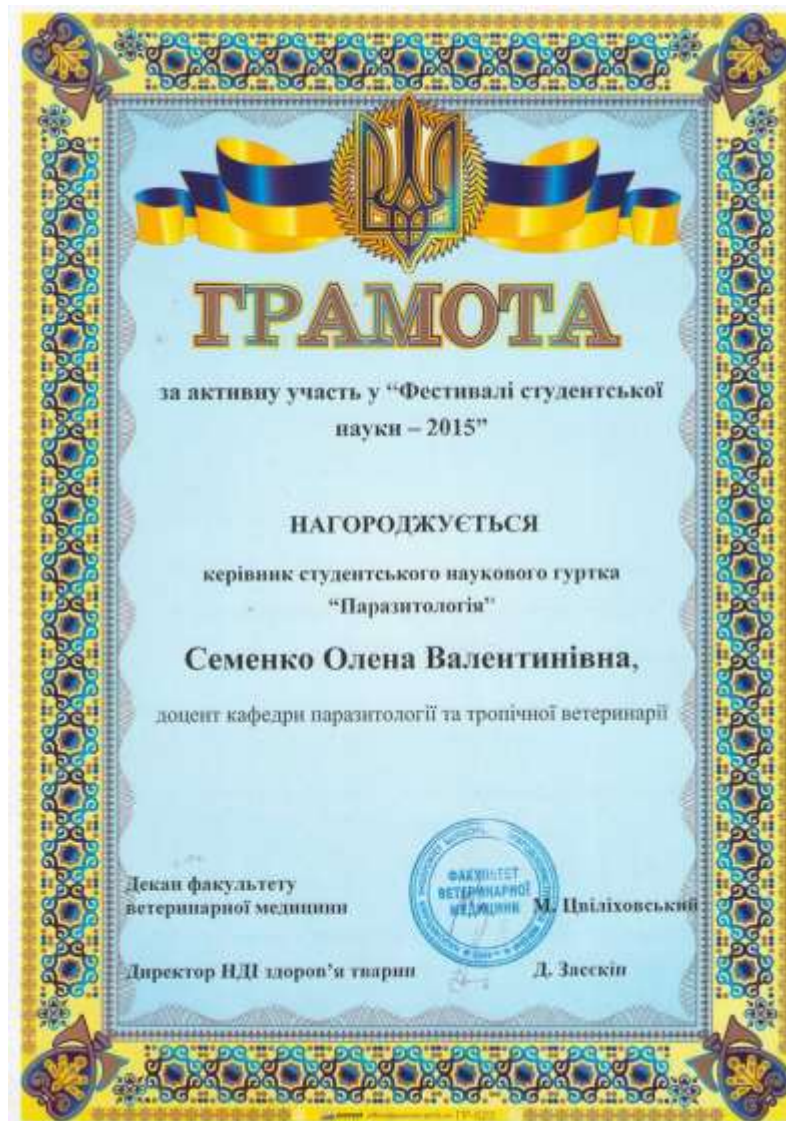 ГРАМОТА
за активну участь у “Фестивалі студентської
науки – 2015”
НАГОРОДЖУЄТЬСЯ
керівник студентського наукового гуртка
“Паразитологія”
Семенко Олена Валентинівна,
доцент кафедри паразитології та тропічної ветеринарії
ФАКУЛЬТЕТ
ВЕТЕРИНАРНОЇ
МЕДИЦИНИ
Декан факультету
ветеринарної медицини М. Цвіліховський
Директор НДІ здоров’я тварин Д. Засєкін